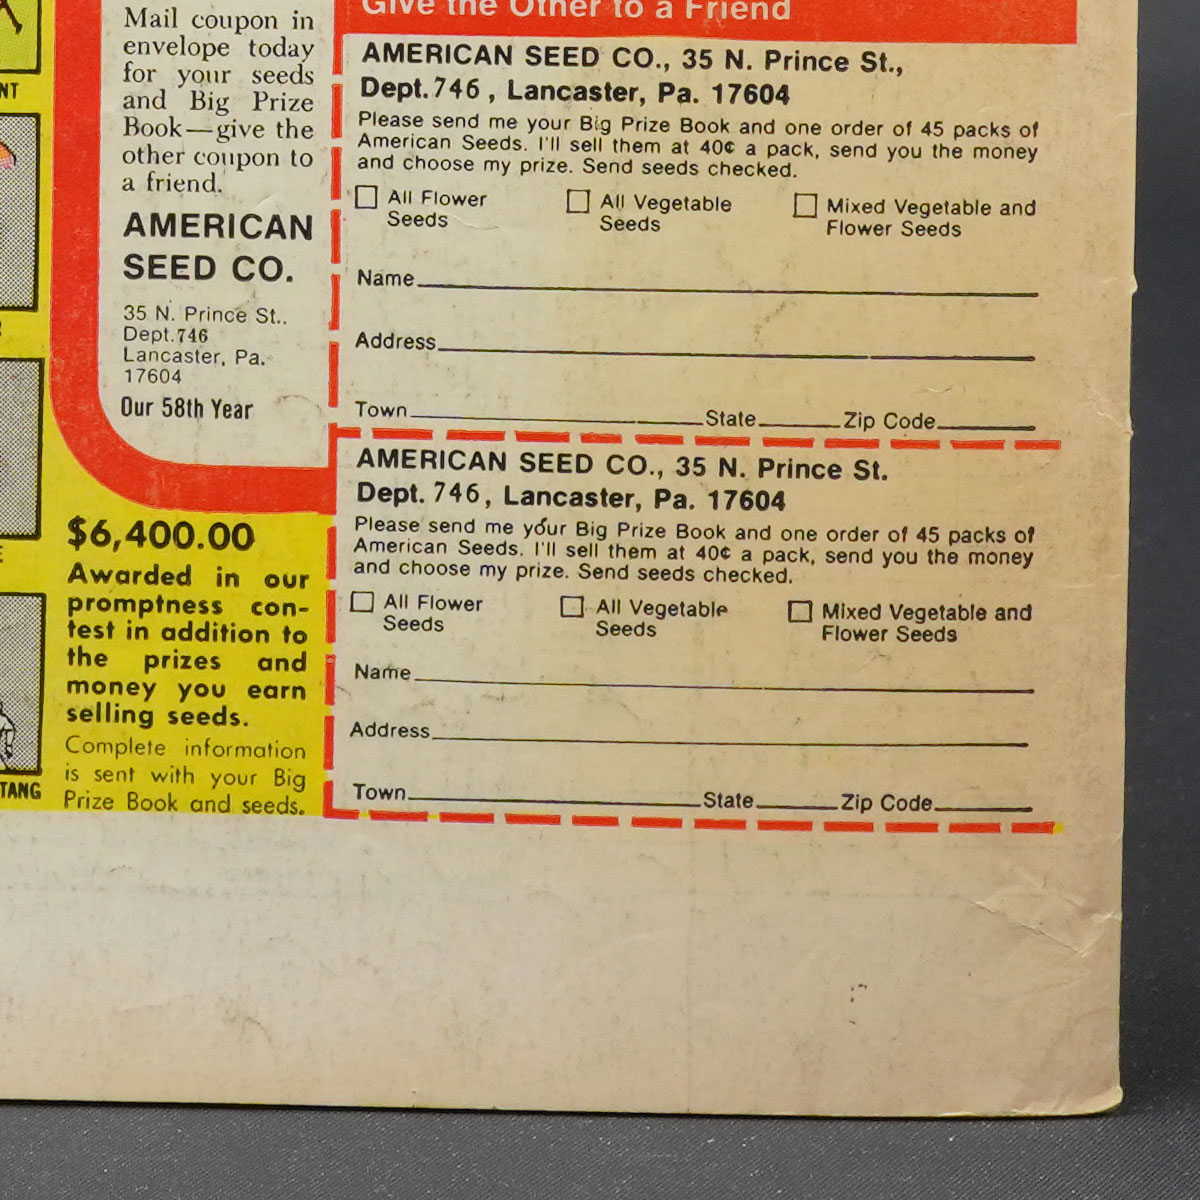 NT
TANG
Mail coupon in
envelope today
for your seeds
and Big Prize
Book—give the
other coupon to
a friend.
AMERICAN
SEED CO.
35 N. Prince St..
Dept.746
Lancaster, Pa.
17604
Our 58th Year
$6,400.00
Awarded in our
promptness con-
test in addition to
the prizes and
money you earn
selling seeds.
Complete information
is sent with your Big
Prize Book and seeds.
Give the Other to a Friend
AMERICAN SEED CO., 35 N. Prince St.,
Dept. 746, Lancaster, Pa. 17604
Please send me your Big Prize Book and one order of 45 packs of
American Seeds. I'll sell them at 40¢ a pack, send you the money
and choose my prize. Send seeds checked.
All Flower
Seeds
All Vegetable
Seeds
Mixed Vegetable and
Flower Seeds
Name
Address
Town State Zip Code
AMERICAN SEED CO., 35 N. Prince St.
Dept. 746, Lancaster, Pa. 17604
Please send me your Big Prize Book and one order of 45 packs of
American Seeds. I'll sell them at 40¢ a pack, send you the money
and choose my prize. Send seeds checked.
All Flower
Seeds
All Vegetable
Seeds
Mixed Vegetable and
Flower Seeds
Name
Address
Town State Zip Code